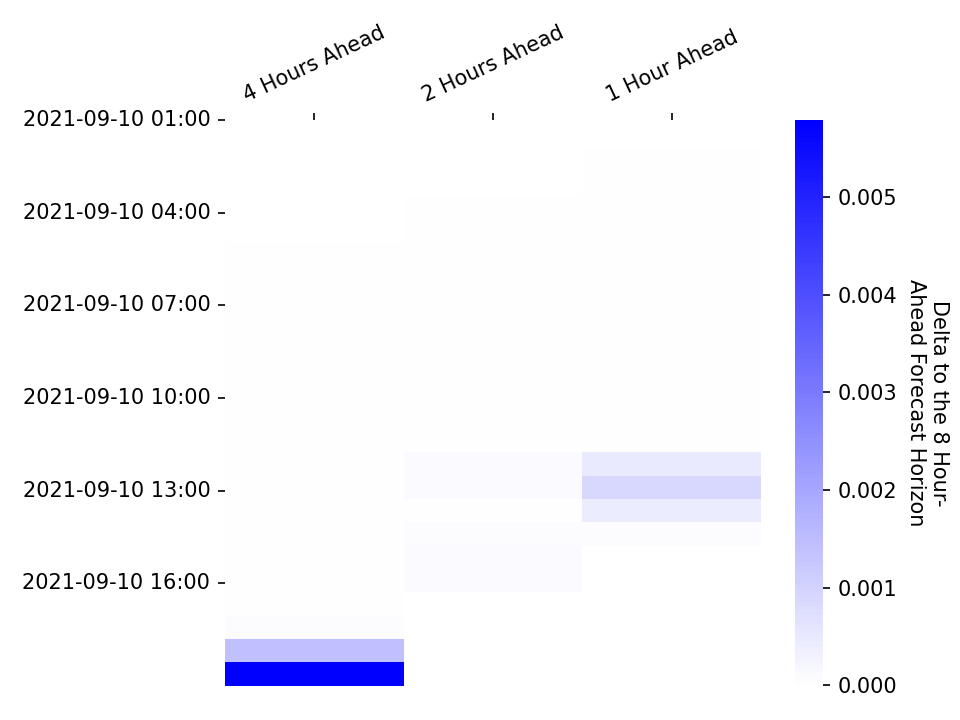 4 Hours Ahead
2 Hours Ahead
1 Hour Ahead
2021-09-10 01:00
2021-09-10 04:00
2021-09-10 07:00
2021-09-10 10:00
2021-09-10 13:00
2021-09-10 16:00
0.005
0.004
0.003
0.002
0.001
0.000
Delta to the 8 Hour-
Ahead Forecast Horizon